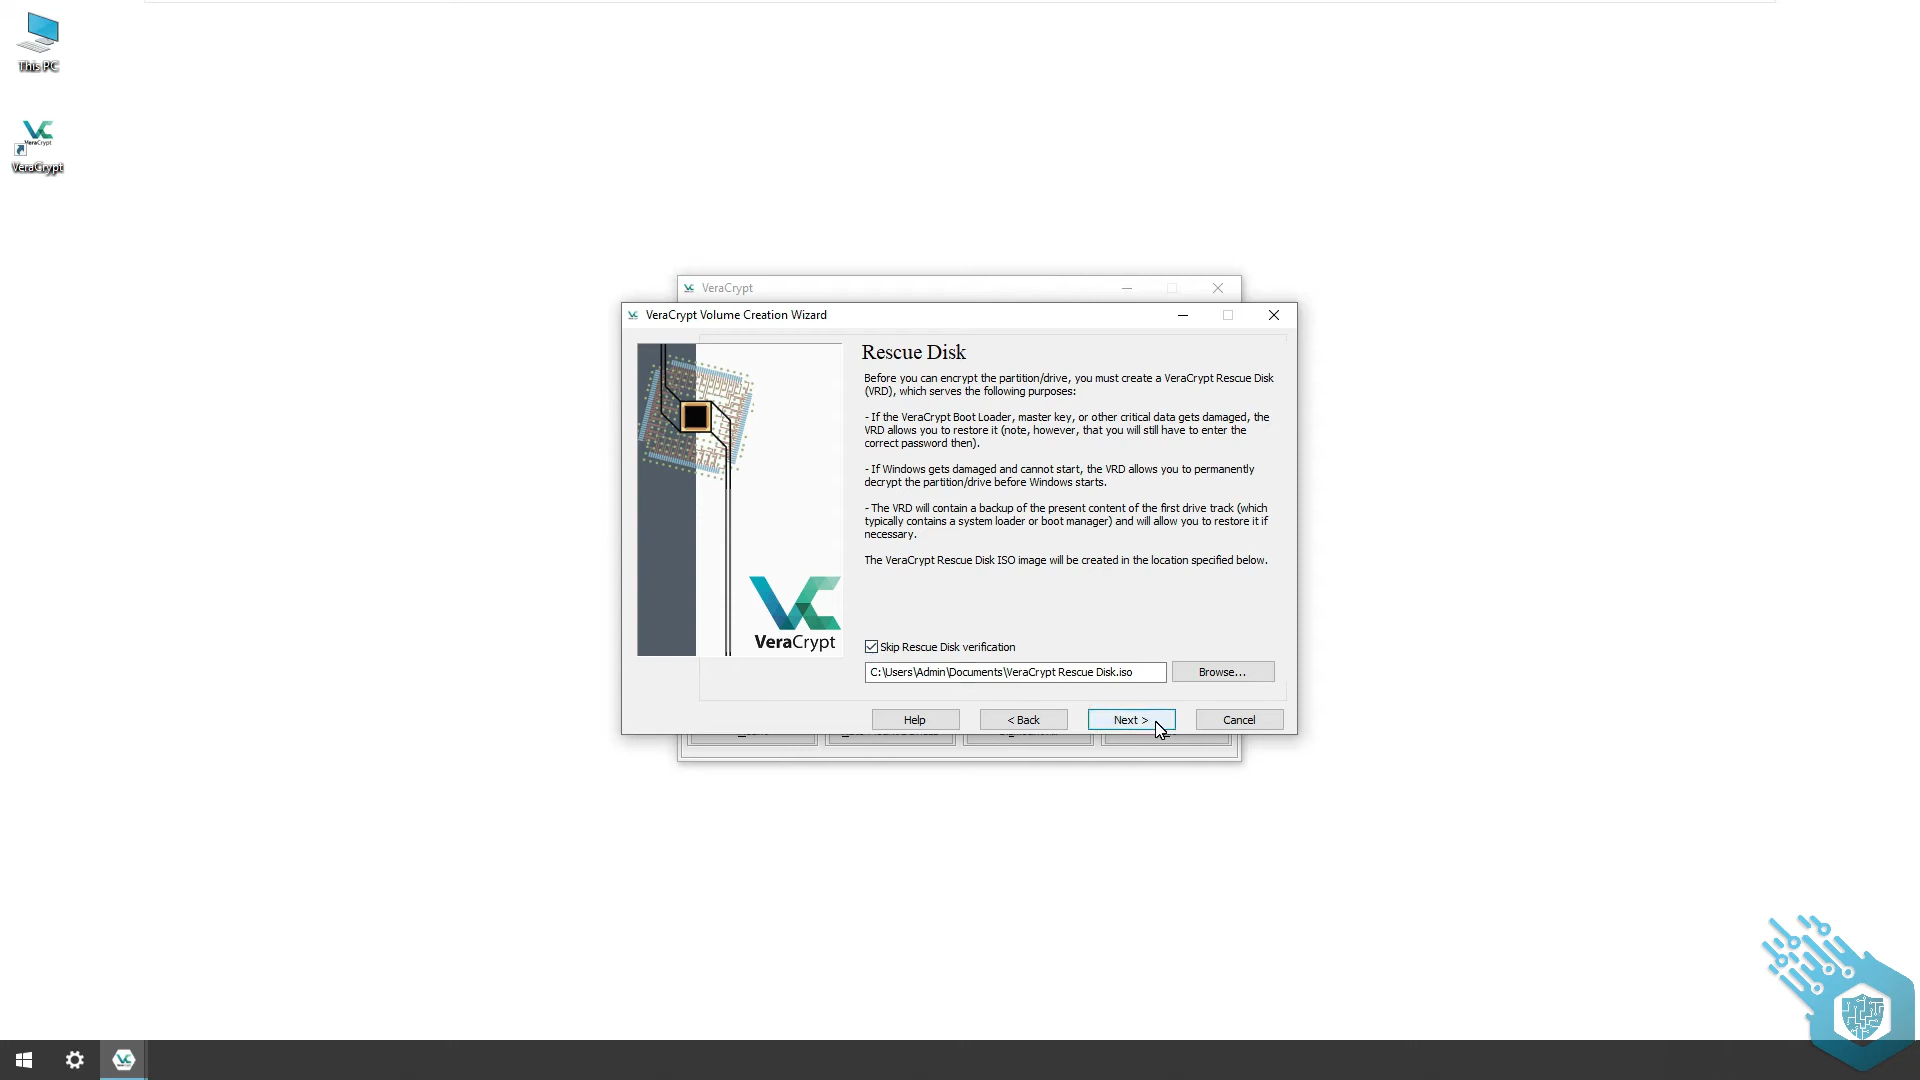 This PC
VeraCrypt
VeraCrypt
VeraCrypt
VeraCrypt Volume Creation Wizard
Rescue Disk
Before you can encrypt the partition/drive, you must create a VeraCrypt Rescue Disk
(VRD), which serves the following purposes:
- If the VeraCrypt Boot Loader, master key, or other critical data gets damaged, the
VRD allows you to restore it (note, however, that you will still have to enter the
correct password then).
- If Windows gets damaged and cannot start, the VRD allows you to permanently
decrypt the partition/drive before Windows starts.
- The VRD will contain a backup of the present content of the first drive track (which
typically contains a system loader or boot manager) and will allow you to restore it if
necessary.
The VeraCrypt Rescue Disk ISO image will be created in the location specified below.
VeraCrypt
Skip Rescue Disk verification
C:\Users\Admin\Documents\VeraCrypt Rescue Disk.iso
Browse...
Help
< Back
Next >
Cancel